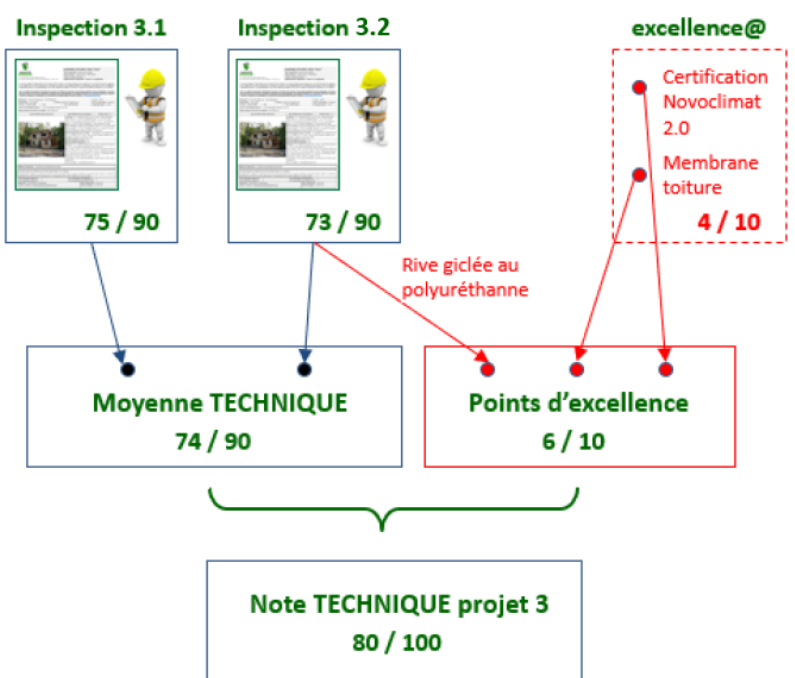 Inspection 3.1
Inspection 3.2
excellence@
Certification
Novoclimat
2.0
Membrane
toiture
75 / 90
73 / 90
4 / 10
Rive giclée au
polyuréthanne
Moyenne TECHNIQUE
74 / 90
Points d'excellence
6 / 10
Note TECHNIQUE projet 3
80 / 100